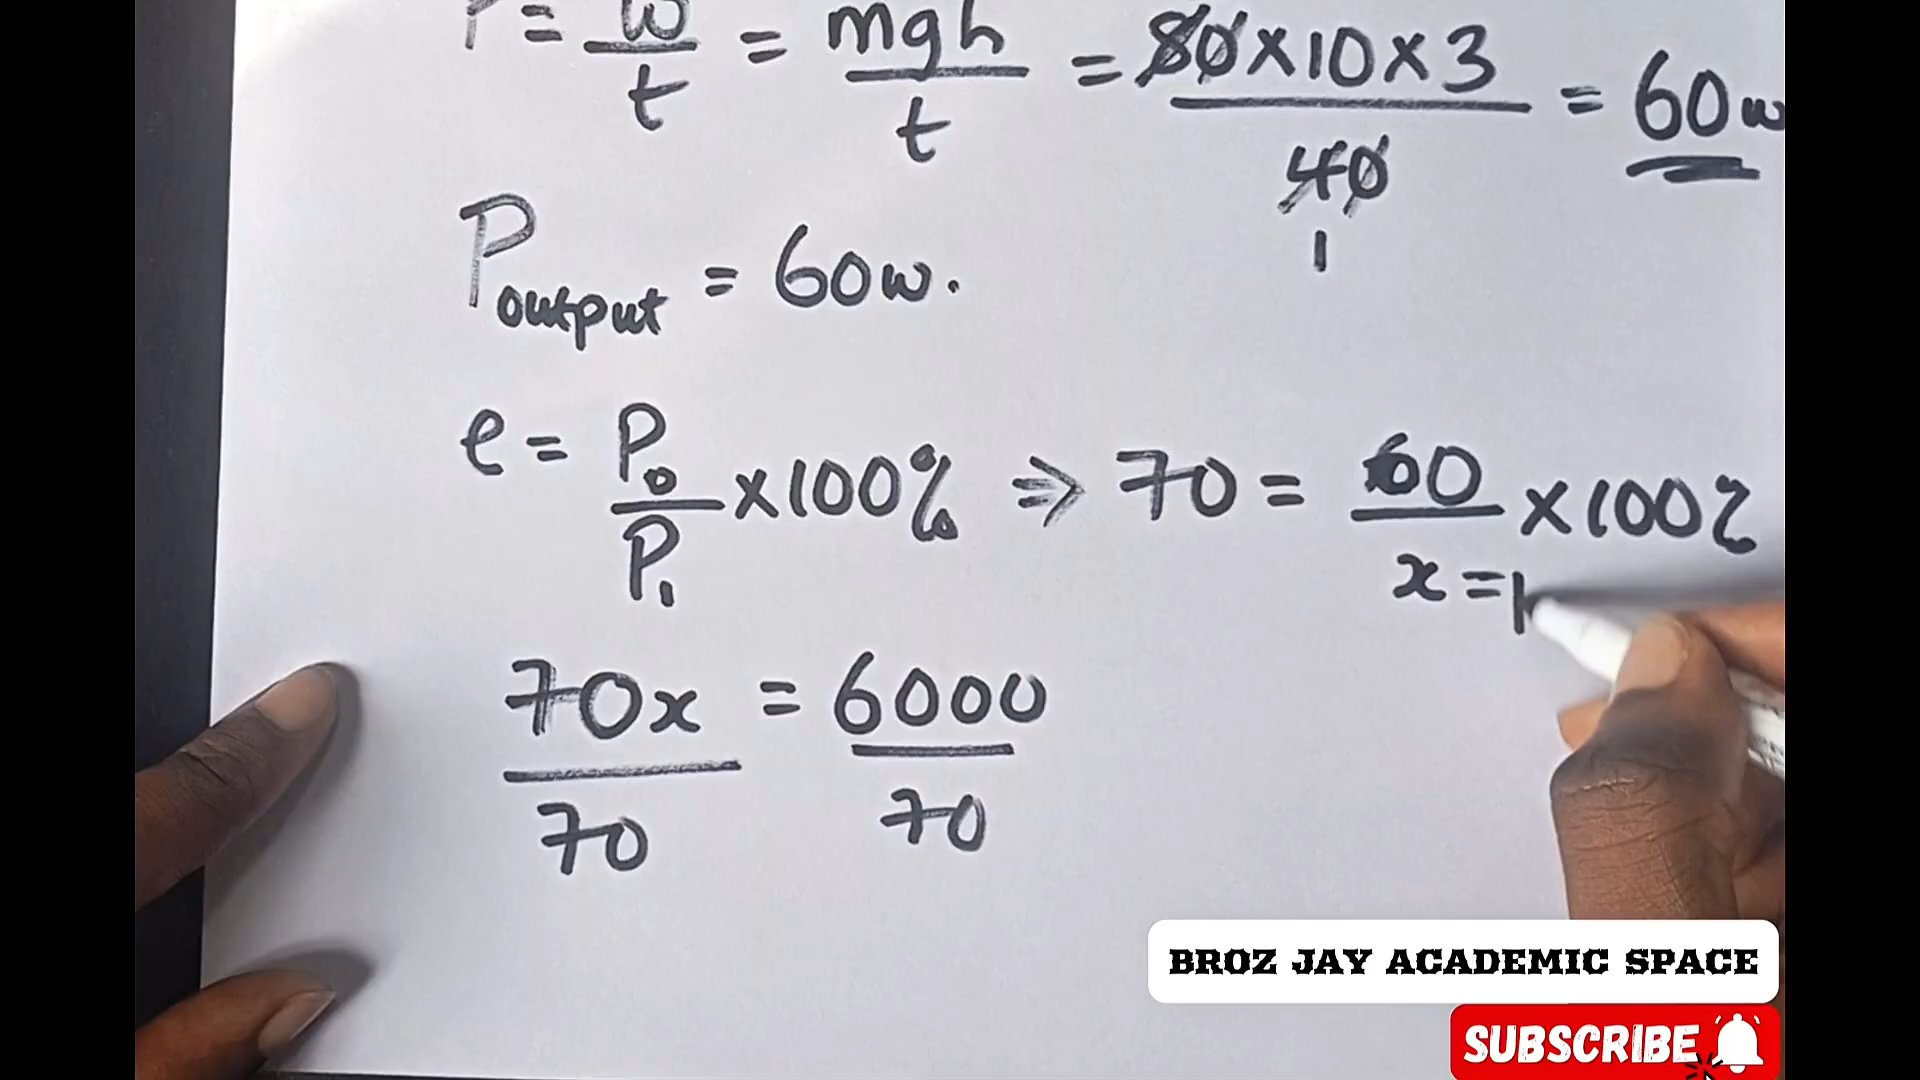 P = w/t = mgh/t = 80×10×3/40 = 60w
1
P output = 60w.
e = Po/P1 ×100% ⇒ 70 = 60/x ×100%
x =
70x/70 = 6000/70
BROZ JAY ACADEMIC SPACE
SUBSCRIBE